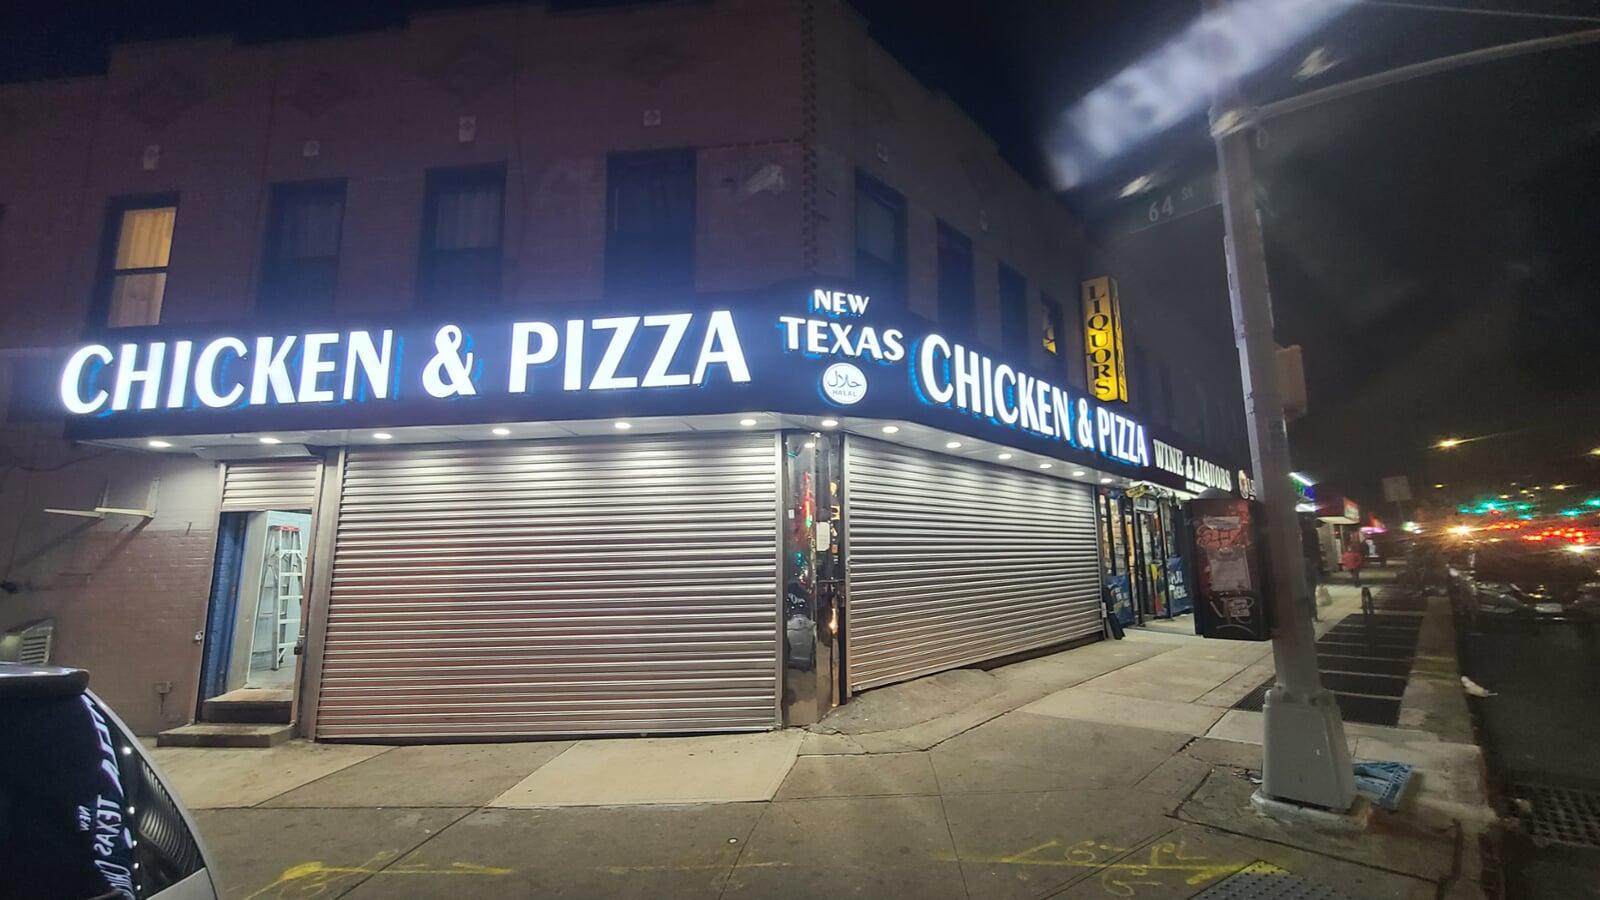 CHICKEN & PIZZA
NEW
TEXAS
حلال
HALAL
CHICKEN & PIZZA
LIQUORS
WINE & LIQUORS
64 ST